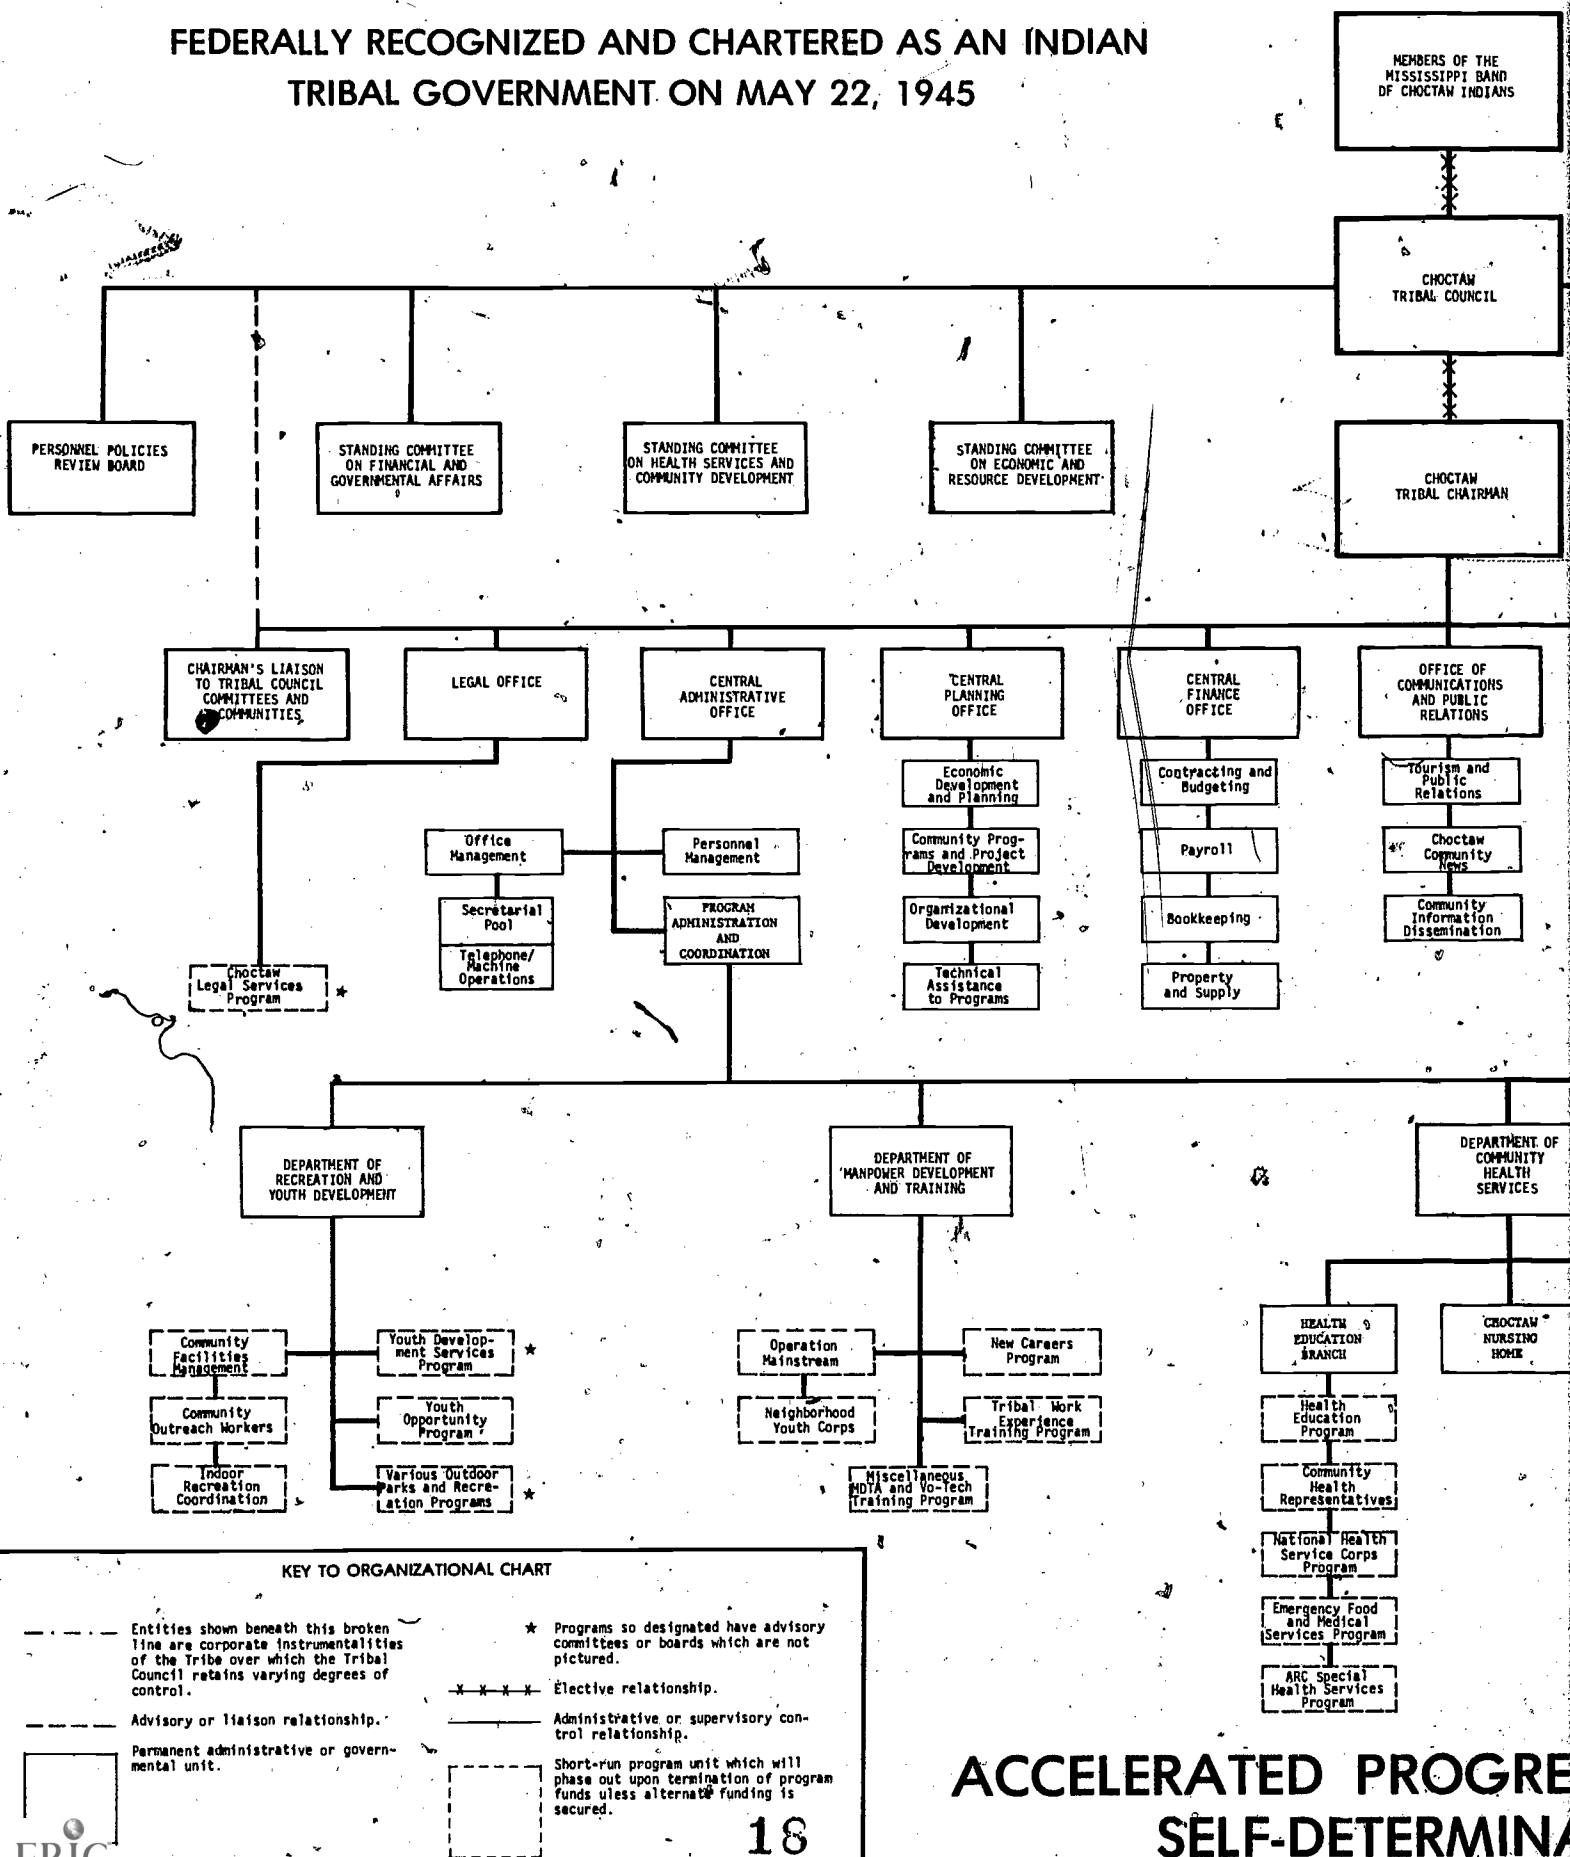 FEDERALLY RECOGNIZED AND CHARTERED AS AN INDIAN
TRIBAL GOVERNMENT ON MAY 22, 1945
MEMBERS OF THE
MISSISSIPPI BAND
OF CHOCTAW INDIANS
CHOCTAW
TRIBAL COUNCIL
PERSONNEL POLICIES
REVIEW BOARD
STANDING COMMITTEE
ON FINANCIAL AND
GOVERNMENTAL AFFAIRS
STANDING COMMITTEE
ON HEALTH SERVICES AND
COMMUNITY DEVELOPMENT
STANDING COMMITTEE
ON ECONOMIC AND
RESOURCE DEVELOPMENT
CHOCTAW
TRIBAL CHAIRMAN
CHAIRMAN'S LIAISON
TO TRIBAL COUNCIL
COMMITTEES AND
COMMUNITIES
LEGAL OFFICE
CENTRAL
ADMINISTRATIVE
OFFICE
CENTRAL
PLANNING
OFFICE
CENTRAL
FINANCE
OFFICE
OFFICE OF
COMMUNICATIONS
AND PUBLIC
RELATIONS
Economic
Development
and Planning
Contracting and
Budgeting
Tourism and
Public
Relations
Office
Management
Personnel
Management
Community Prog-
rams and Project
Development
Payroll
Choctaw
Community
News
Secretarial
Pool
PROGRAM
ADMINISTRATION
AND
COORDINATION
Organizational
Development
Bookkeeping
Community
Information
Dissemination
Telephone/
Machine
Operations
Choctaw
Legal Services
Program ★
Technical
Assistance
to Programs
Property
and Supply
DEPARTMENT OF
RECREATION AND
YOUTH DEVELOPMENT
DEPARTMENT OF
MANPOWER DEVELOPMENT
AND TRAINING
DEPARTMENT OF
COMMUNITY
HEALTH
SERVICES
Community
Facilities
Management
Youth Develop-
ment Services
Program ★
Operation
Mainstream
New Careers
Program
HEALTH
EDUCATION
BRANCH
CHOCTAW
NURSING
HOME
Community
Outreach Workers
Youth
Opportunity
Program
Neighborhood
Youth Corps
Tribal Work
Experience
Training Program
Health
Education
Program
Indoor
Recreation
Coordination
Various Outdoor
Parks and Recre-
ation Programs ★
Miscellaneous
MDTA and Vo-Tech
Training Program
Community
Health
Representatives
National Health
Service Corps
Program
Emergency Food
and Medical
Services Program
ARC Special
Health Services
Program
KEY TO ORGANIZATIONAL CHART
Entities shown beneath this broken
line are corporate instrumentalities
of the Tribe over which the Tribal
Council retains varying degrees of
control.
Advisory or liaison relationship.
Permanent administrative or govern-
mental unit.
★ Programs so designated have advisory
committees or boards which are not
pictured.
X X X X Elective relationship.
Administrative or supervisory con-
trol relationship.
Short-run program unit which will
phase out upon termination of program
funds uless alternate funding is
secured.
18
ERIC
ACCELERATED PROGRE
SELF-DETERMINA